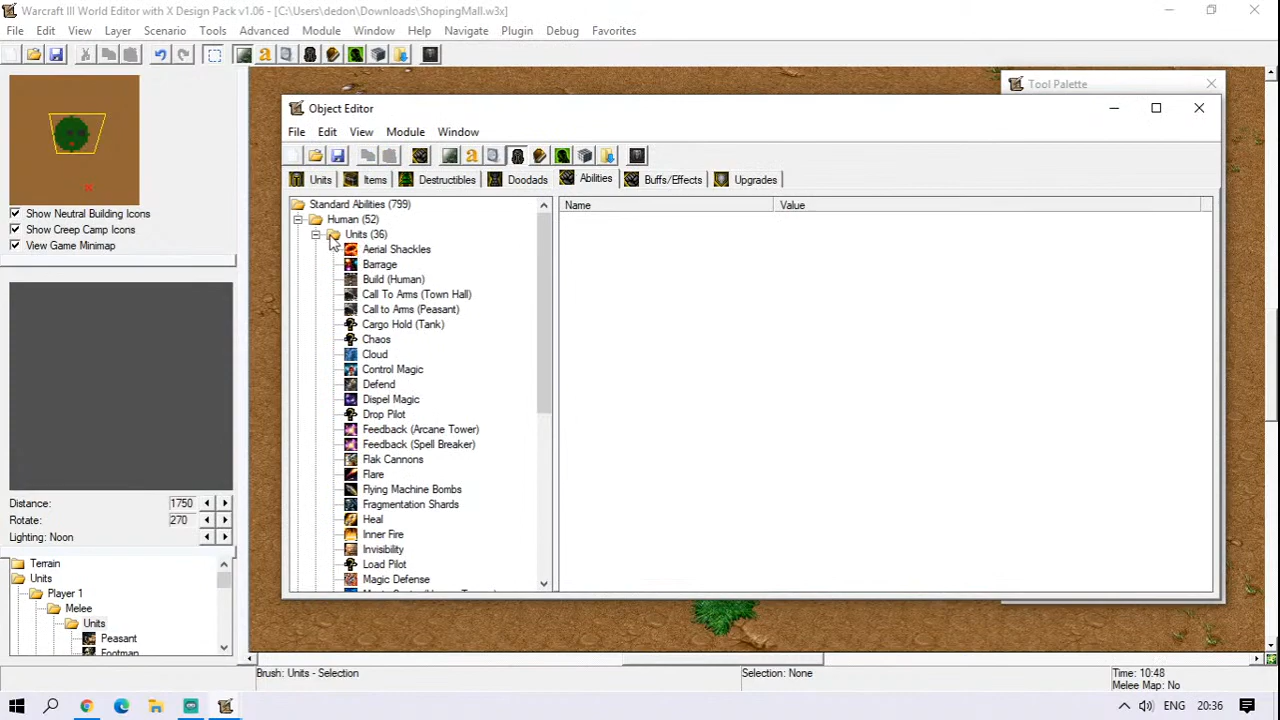 Warcraft III World Editor with X Design Pack v1.06 - [C:\Users\dedon\Downloads\ShopingMall.w3x]
File Edit View Layer Scenario Tools Advanced Module Window Help Navigate Plugin Debug Favorites
Tool Palette
Object Editor
File Edit View Module Window
Units Items Destructibles Doodads Abilities Buffs/Effects Upgrades
Standard Abilities (799)
Human (52)
Units (36)
Aerial Shackles
Barrage
Build (Human)
Call To Arms (Town Hall)
Call to Arms (Peasant)
Cargo Hold (Tank)
Chaos
Cloud
Control Magic
Defend
Dispel Magic
Drop Pilot
Feedback (Arcane Tower)
Feedback (Spell Breaker)
Flak Cannons
Flare
Flying Machine Bombs
Fragmentation Shards
Heal
Inner Fire
Invisibility
Load Pilot
Magic Defense
Name Value
Show Neutral Building Icons
Show Creep Camp Icons
View Game Minimap
Distance: 1750
Rotate: 270
Lighting: Noon
Terrain
Units
Player 1
Melee
Units
Peasant
Footman
Brush: Units - Selection
Selection: None
Time: 10:48
Melee Map: No
ENG 20:36